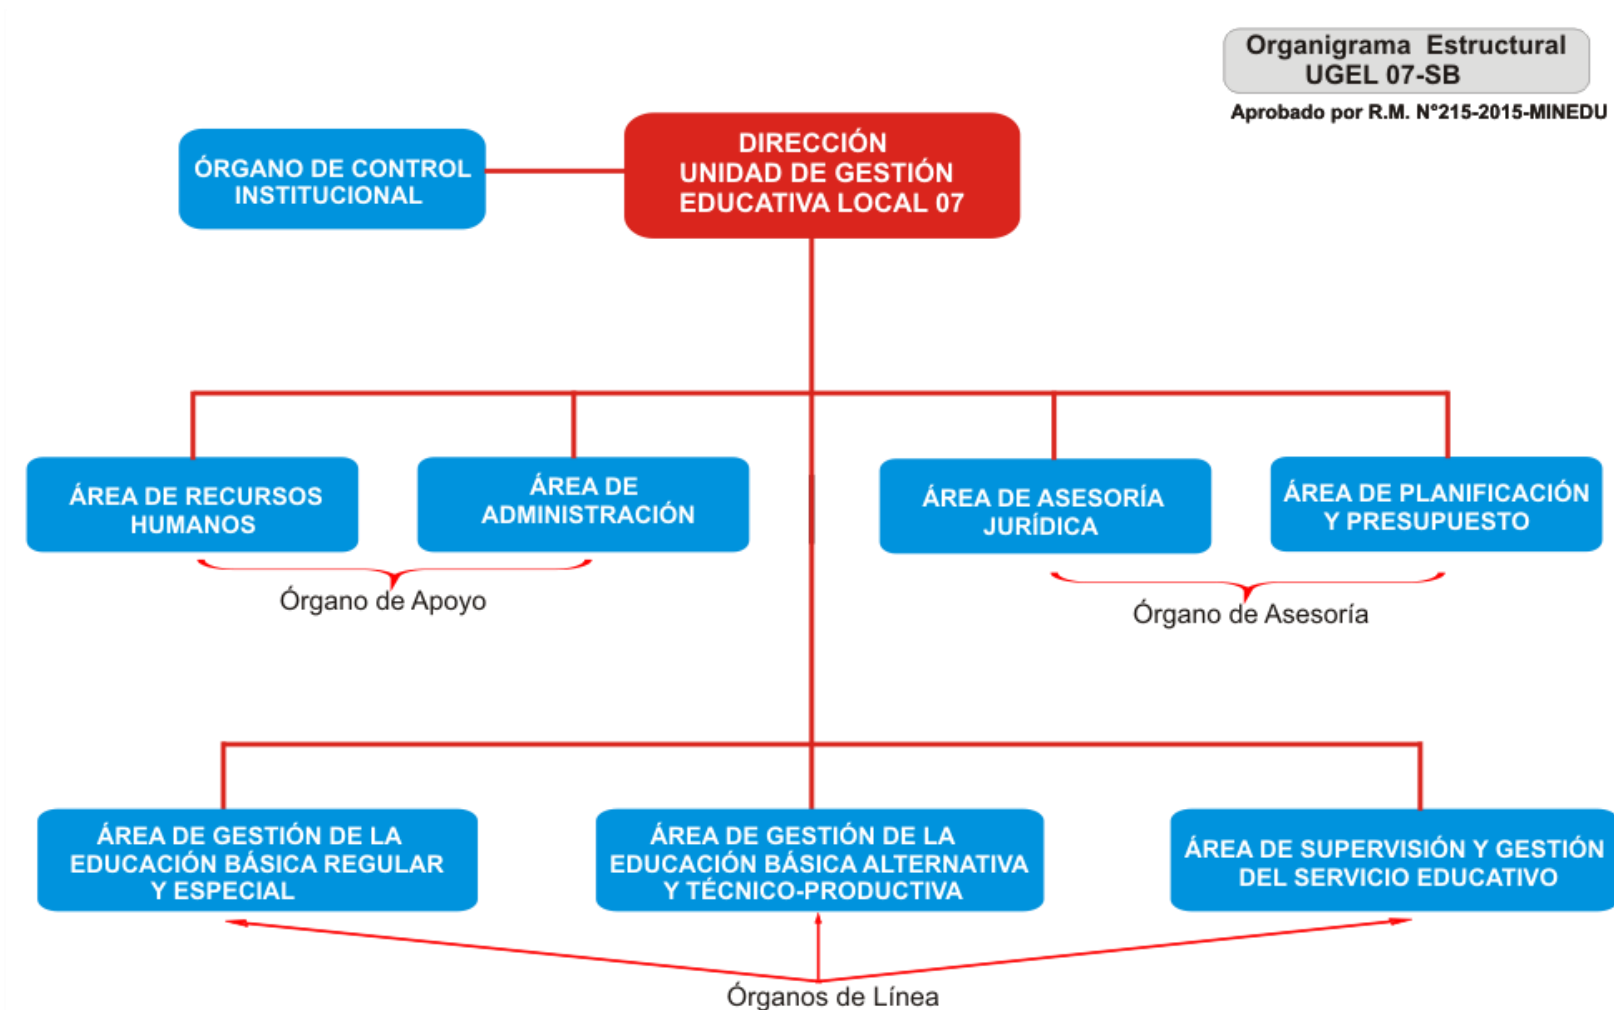 Organigrama Estructural
UGEL 07-SB
Aprobado por R.M. N°215-2015-MINEDU
ÓRGANO DE CONTROL
INSTITUCIONAL
DIRECCIÓN
UNIDAD DE GESTIÓN
EDUCATIVA LOCAL 07
ÁREA DE RECURSOS
HUMANOS
ÁREA DE
ADMINISTRACIÓN
ÁREA DE ASESORÍA
JURÍDICA
ÁREA DE PLANIFICACIÓN
Y PRESUPUESTO
Órgano de Apoyo
Órgano de Asesoría
ÁREA DE GESTIÓN DE LA
EDUCACIÓN BÁSICA REGULAR
Y ESPECIAL
ÁREA DE GESTIÓN DE LA
EDUCACIÓN BÁSICA ALTERNATIVA
Y TÉCNICO-PRODUCTIVA
ÁREA DE SUPERVISIÓN Y GESTIÓN
DEL SERVICIO EDUCATIVO
Órganos de Línea